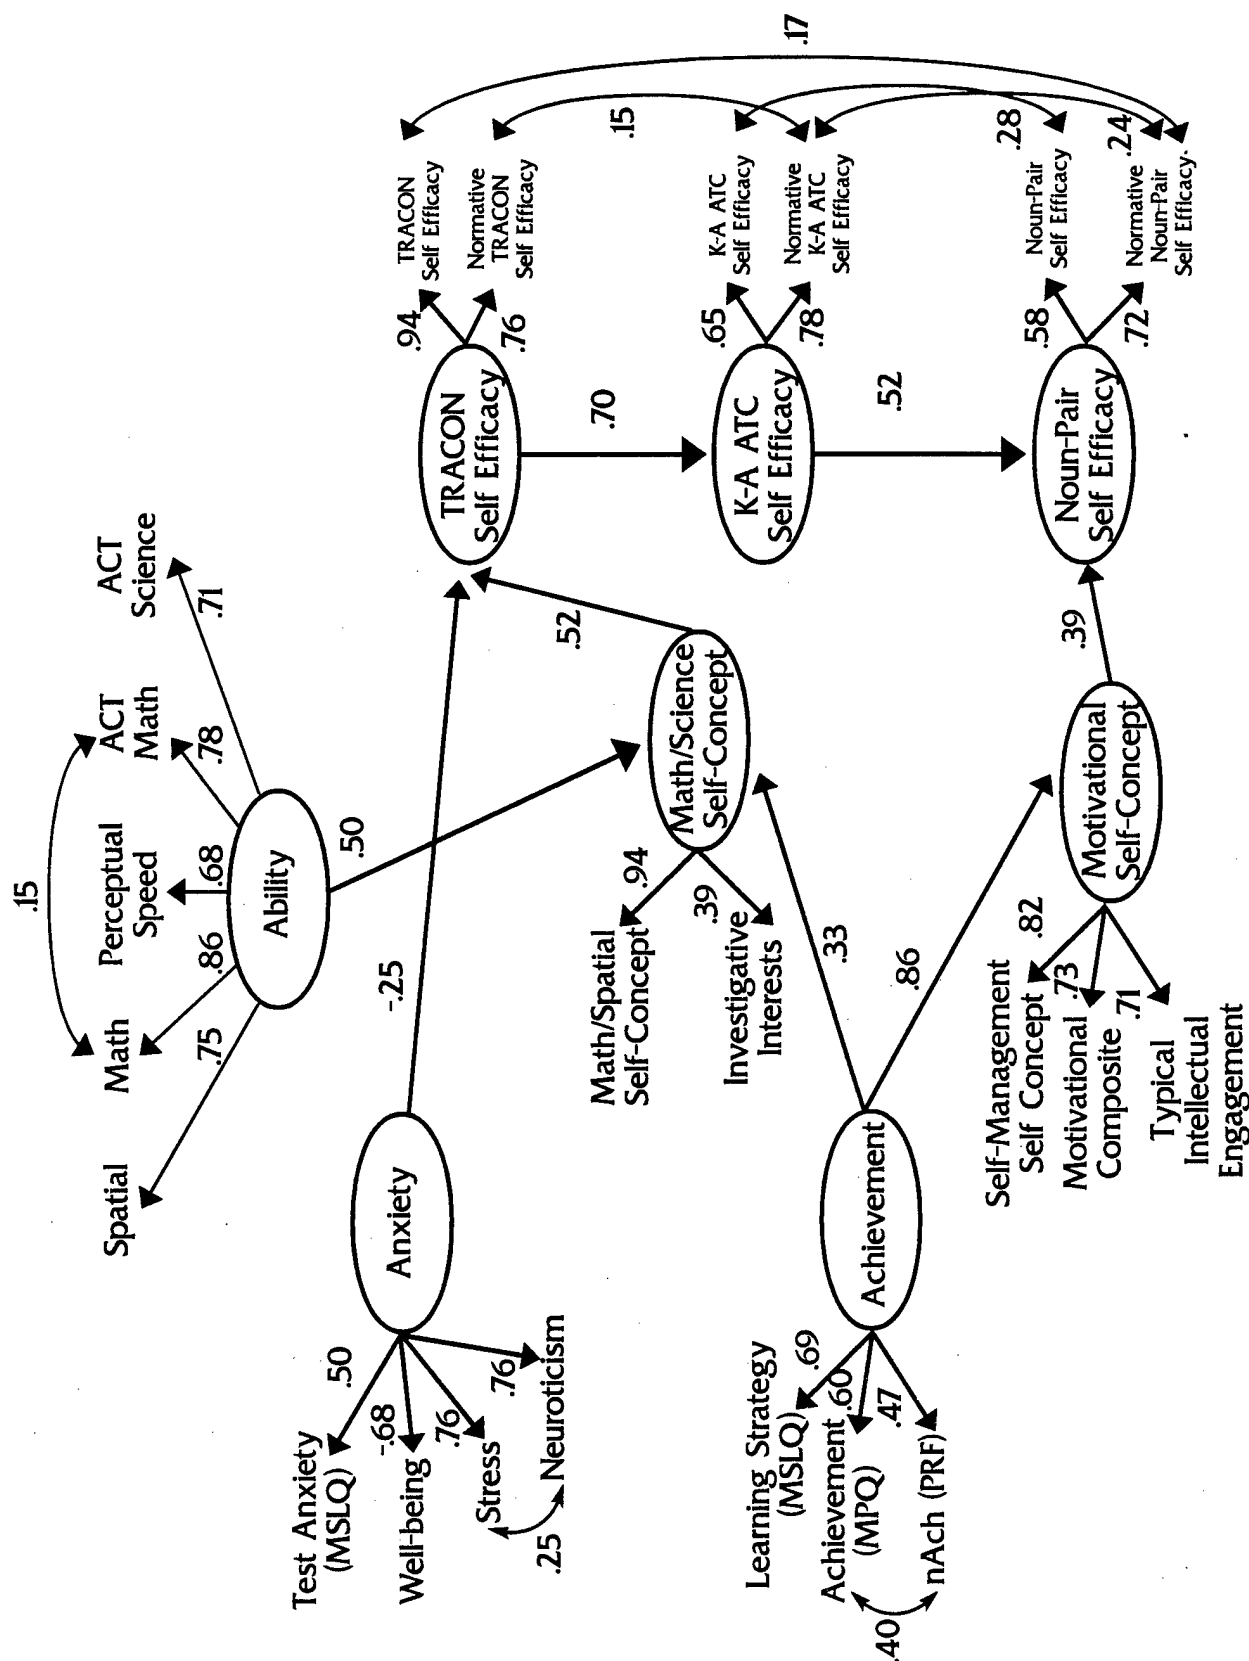 Spatial
Math
Perceptual
Speed
ACT
Math
ACT
Science
.15
.75
.86
.68
.78
.71
Ability
.50
Test Anxiety
(MSLQ)
Well-being
Stress
Neuroticism
.25
.50
-.68
.76
.76
Anxiety
-.25
Math/Spatial
Self-Concept
Investigative
Interests
.94
.39
Math/Science
Self-Concept
.52
Learning Strategy
(MSLQ)
Achievement
(MPQ)
nAch (PRF)
.40
.69
.60
.47
Achievement
.33
.86
Self-Management
Self Concept
Motivational
Composite
Typical
Intellectual
Engagement
.82
.73
.71
Motivational
Self-Concept
.39
TRACON
Self Efficacy
.94
.76
TRACON
Self Efficacy
Normative
TRACON
Self Efficacy
.70
K-A ATC
Self Efficacy
.65
.78
K-A ATC
Self Efficacy
Normative
K-A ATC
Self Efficacy
.52
Noun-Pair
Self Efficacy
.58
.72
Noun-Pair
Self Efficacy
Normative
Noun-Pair
Self Efficacy
.15
.28
.24
.17